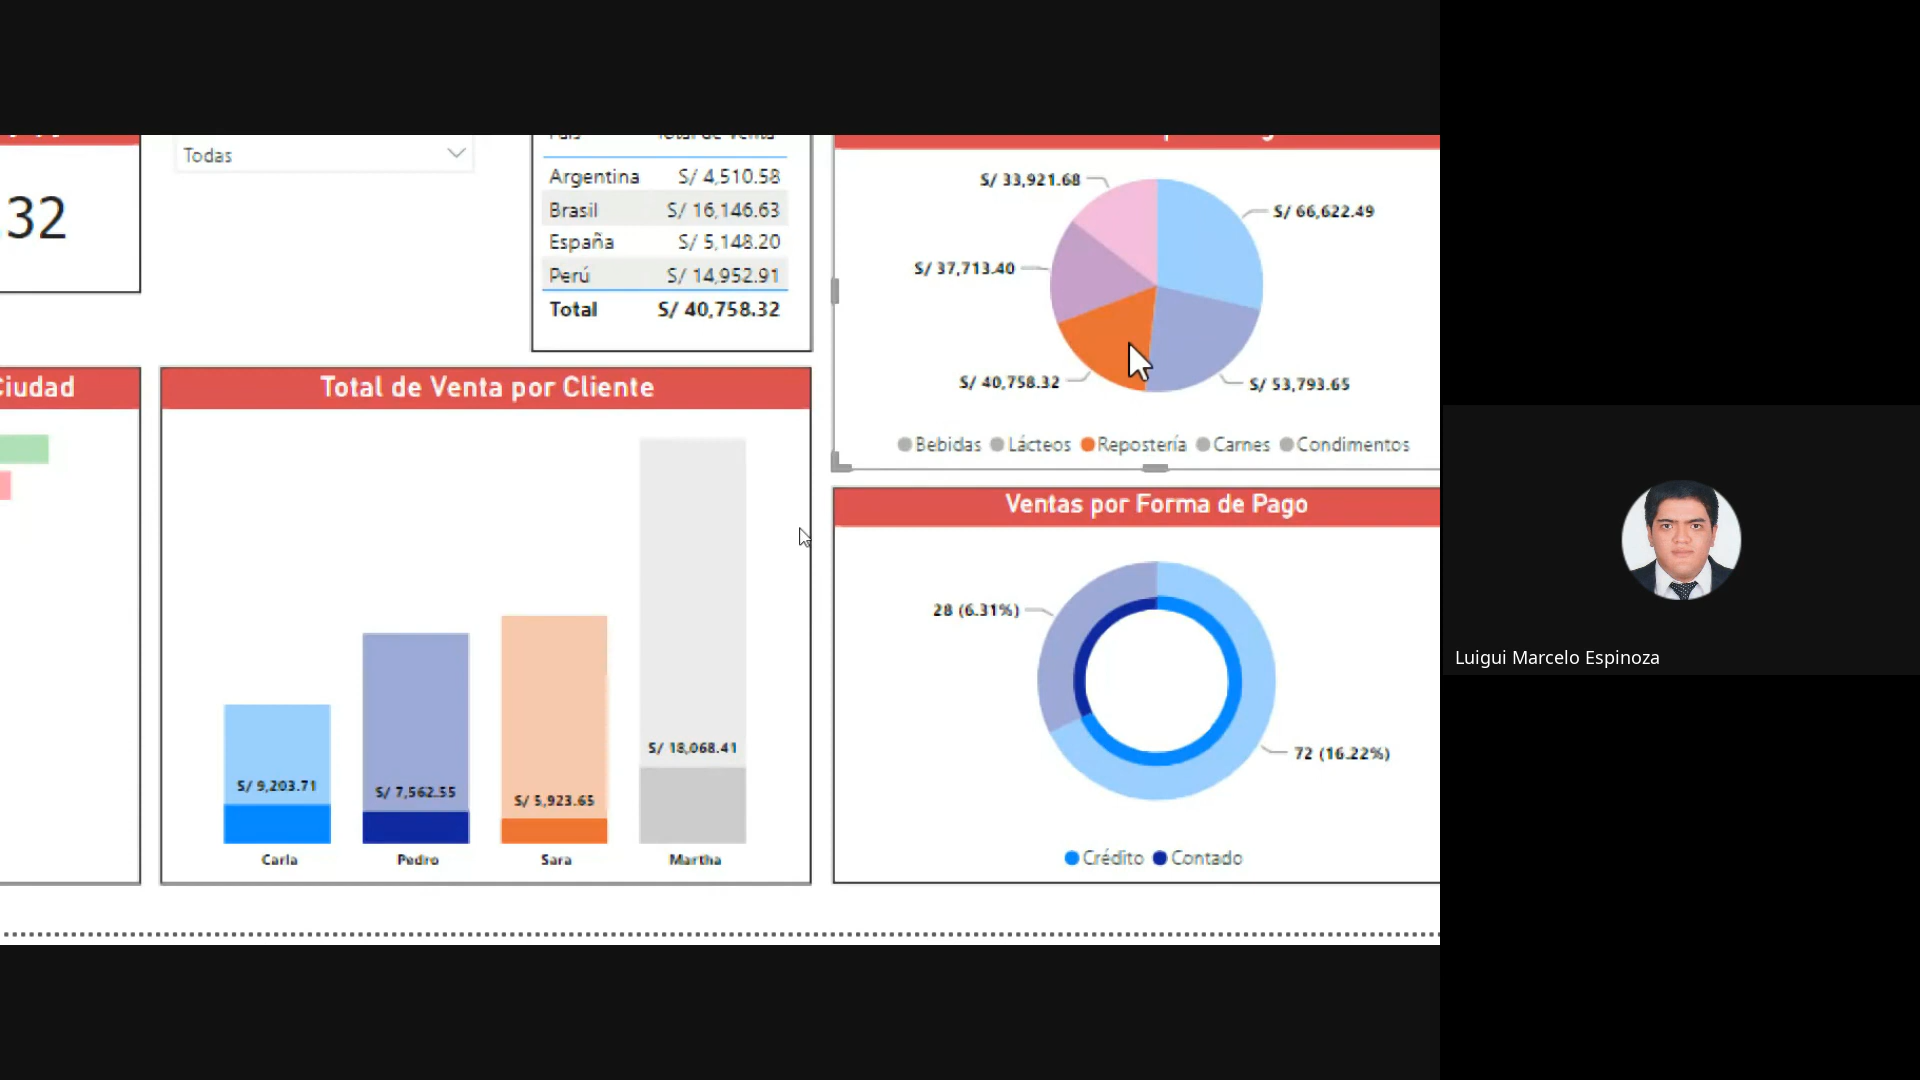 32
Todas
Argentina S/ 4,510.58
Brasil S/ 16,146.63
España S/ 5,148.20
Perú S/ 14,952.91
Total S/ 40,758.32
S/ 33,921.68
S/ 66,622.49
S/ 37,713.40
S/ 40,758.32
S/ 53,793.65
Bebidas Lácteos Repostería Carnes Condimentos
Ciudad
Total de Venta por Cliente
S/ 9,203.71
S/ 7,562.55
S/ 5,923.65
S/ 18,068.41
Carla Pedro Sara Martha
Ventas por Forma de Pago
28 (6.31%)
72 (16.22%)
Crédito Contado
Luigui Marcelo Espinoza